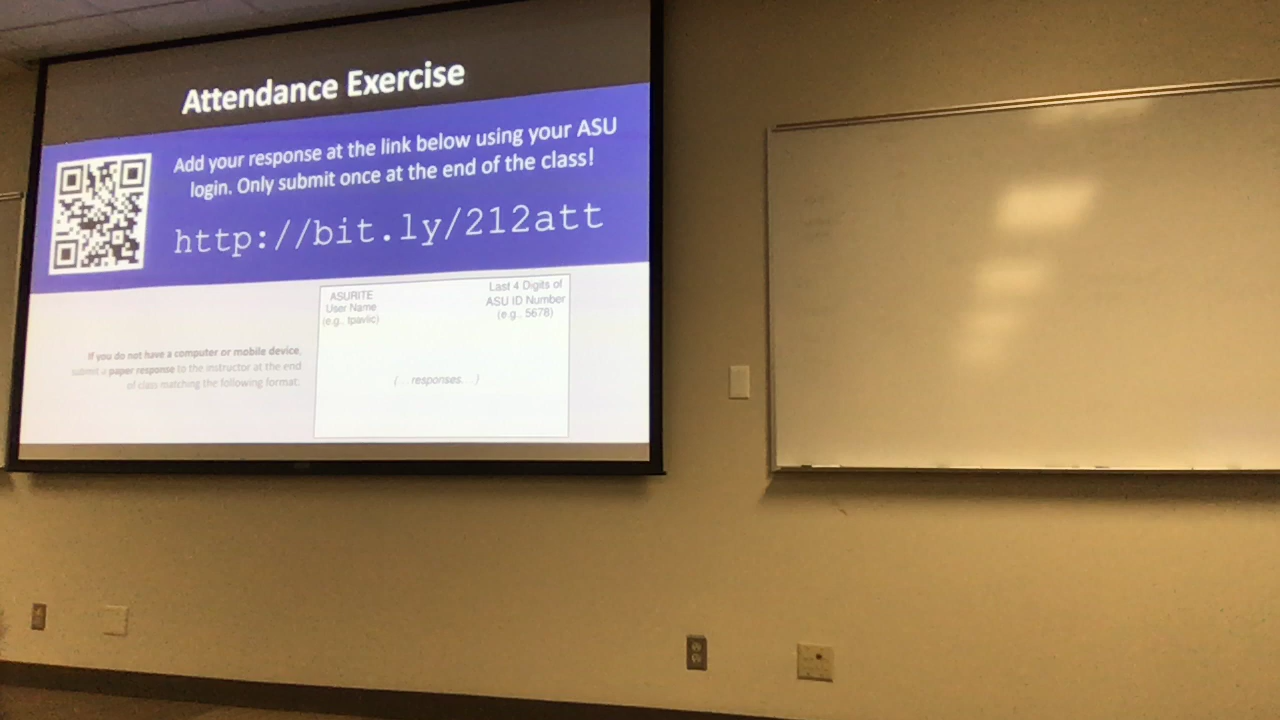 Attendance Exercise
Add your response at the link below using your ASU
login. Only submit once at the end of the class!
http://bit.ly/212att
ASURITE
User Name
(e.g., tpavlic)
Last 4 Digits of
ASU ID Number
(e.g., 5678)
If you do not have a computer or mobile device,
submit a paper response to the instructor at the end
of class matching the following format:
(...responses...)